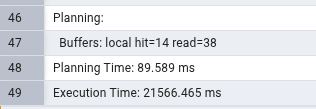 46 Planning:
47 Buffers: local hit=14 read=38
48 Planning Time: 89.589 ms
49 Execution Time: 21566.465 ms